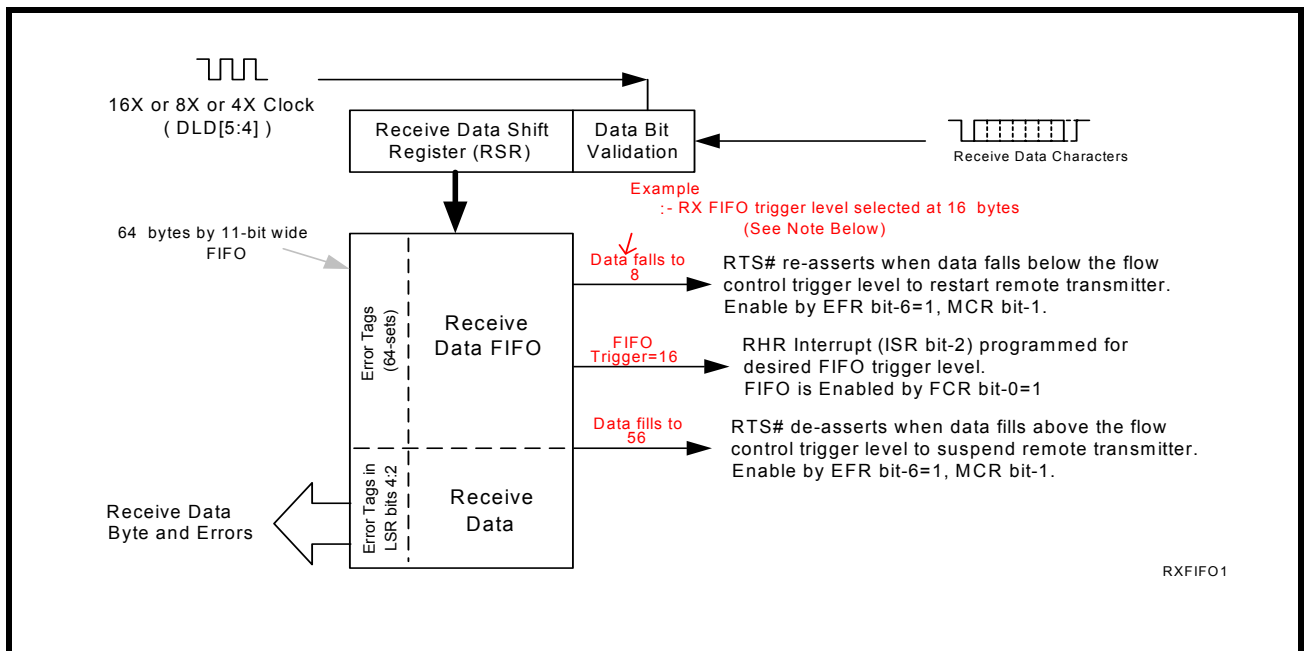 16X or 8X or 4X Clock
( DLD[5:4] )
Receive Data Shift
Register (RSR)
Data Bit
Validation
Receive Data Characters
Example
:- RX FIFO trigger level selected at 16 bytes
(See Note Below)
64 bytes by 11-bit wide
FIFO
Error Tags
(64-sets)
Receive
Data FIFO
Data falls to
8
RTS# re-asserts when data falls below the flow
control trigger level to restart remote transmitter.
Enable by EFR bit-6=1, MCR bit-1.
FIFO
Trigger=16
RHR Interrupt (ISR bit-2) programmed for
desired FIFO trigger level.
FIFO is Enabled by FCR bit-0=1
Data fills to
56
RTS# de-asserts when data fills above the flow
control trigger level to suspend remote transmitter.
Enable by EFR bit-6=1, MCR bit-1.
Error Tags in
LSR bits 4:2
Receive
Data
Receive Data
Byte and Errors
RXFIFO1